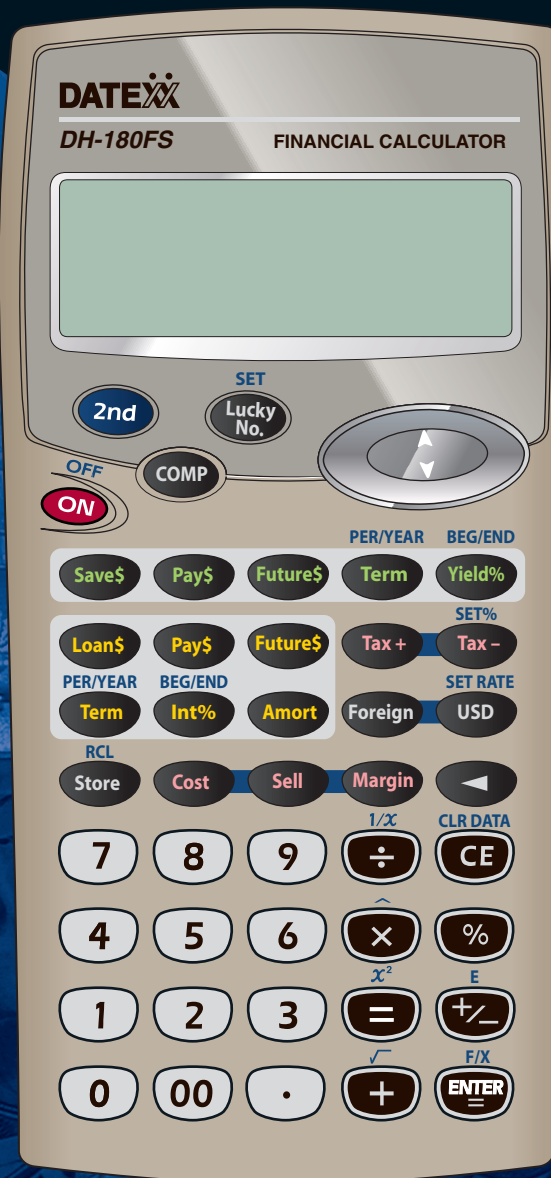 DATEXX
DH-180FS FINANCIAL CALCULATOR
SET
2nd Lucky No.
OFF COMP
ON
PER/YEAR BEG/END
Save$ Pay$ Future$ Term Yield%
SET%
Loan$ Pay$ Future$ Tax + Tax –
PER/YEAR BEG/END SET RATE
Term Int% Amort Foreign USD
RCL
Store Cost Sell Margin ◄
1/x CLR DATA
7 8 9 ÷ CE
^
4 5 6 × %
x² E
1 2 3 = +/–
√ F/X
0 00 . + ENTER =